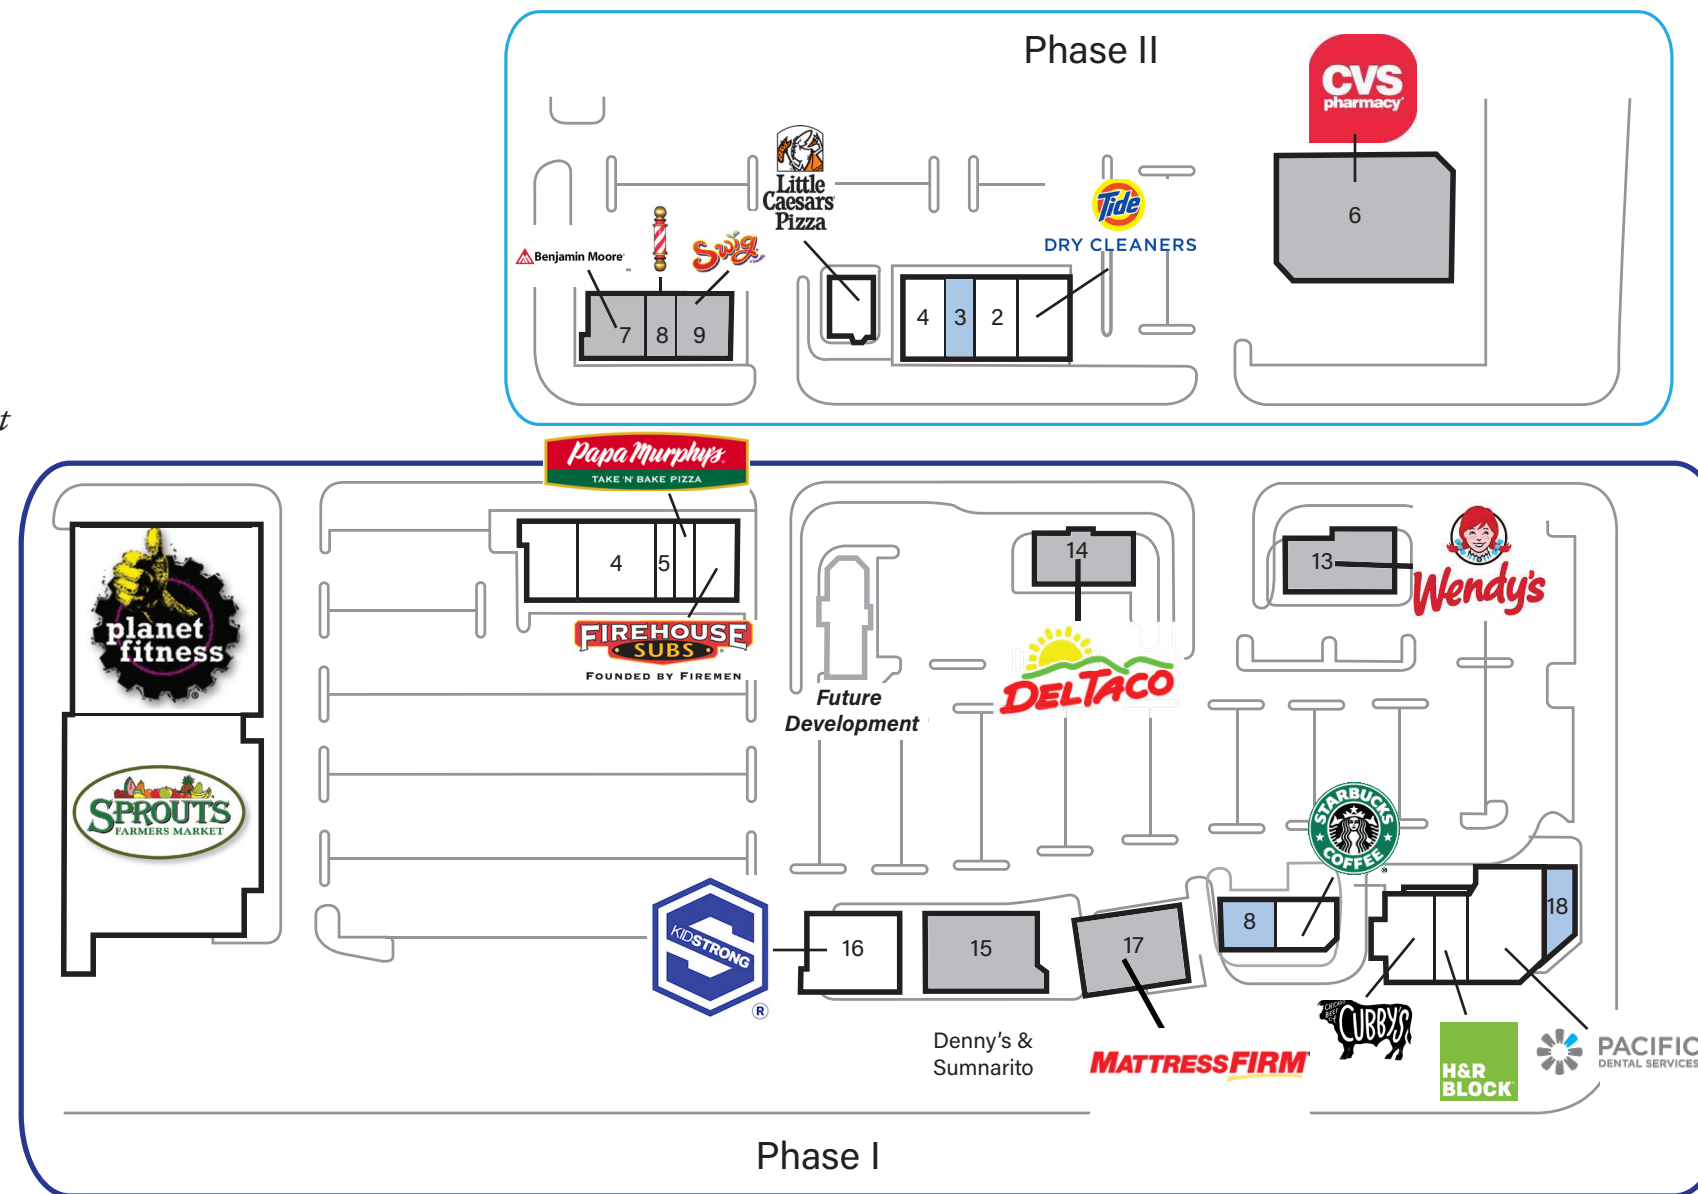 Phase II
CVS
pharmacy
6
Little
Caesars
Pizza
Tide
DRY CLEANERS
Benjamin Moore
Swig
7
8
9
4
3
2
t
Papa Murphy's
TAKE 'N' BAKE PIZZA
4
5
FIREHOUSE
SUBS
FOUNDED BY FIREMEN
planet
fitness
SPROUTS
FARMERS MARKET
14
DEL TACO
13
Wendy's
Future
Development
STARBUCKS
COFFEE
KIDSTRONG
®
16
15
17
8
18
Denny's &
Sumnarito
MATTRESSFIRM
CUBBY'S
H&R
BLOCK
PACIFIC
DENTAL SERVICES
Phase I